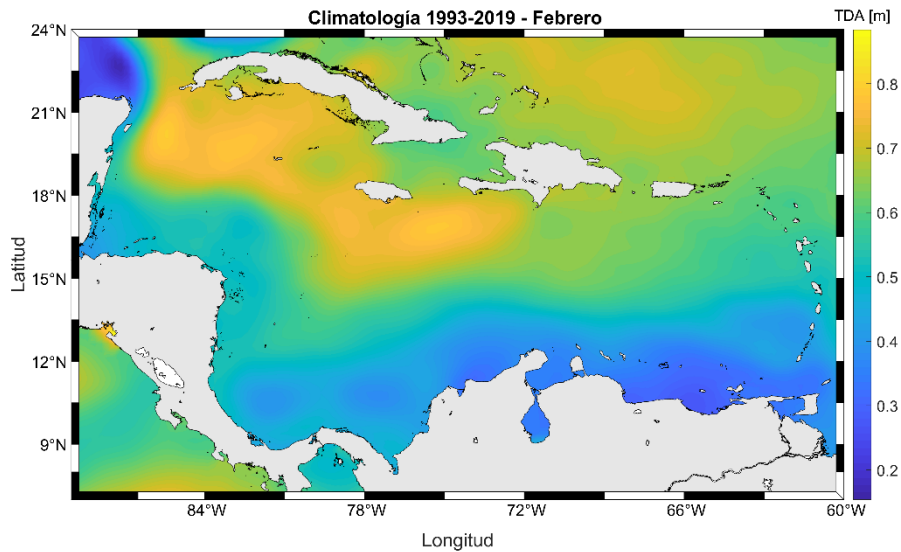 Climatología 1993-2019 - Febrero
TDA [m]
24°N
21°N
18°N
15°N
12°N
9°N
Latitud
84°W
78°W
72°W
66°W
60°W
Longitud
0.8
0.7
0.6
0.5
0.4
0.3
0.2